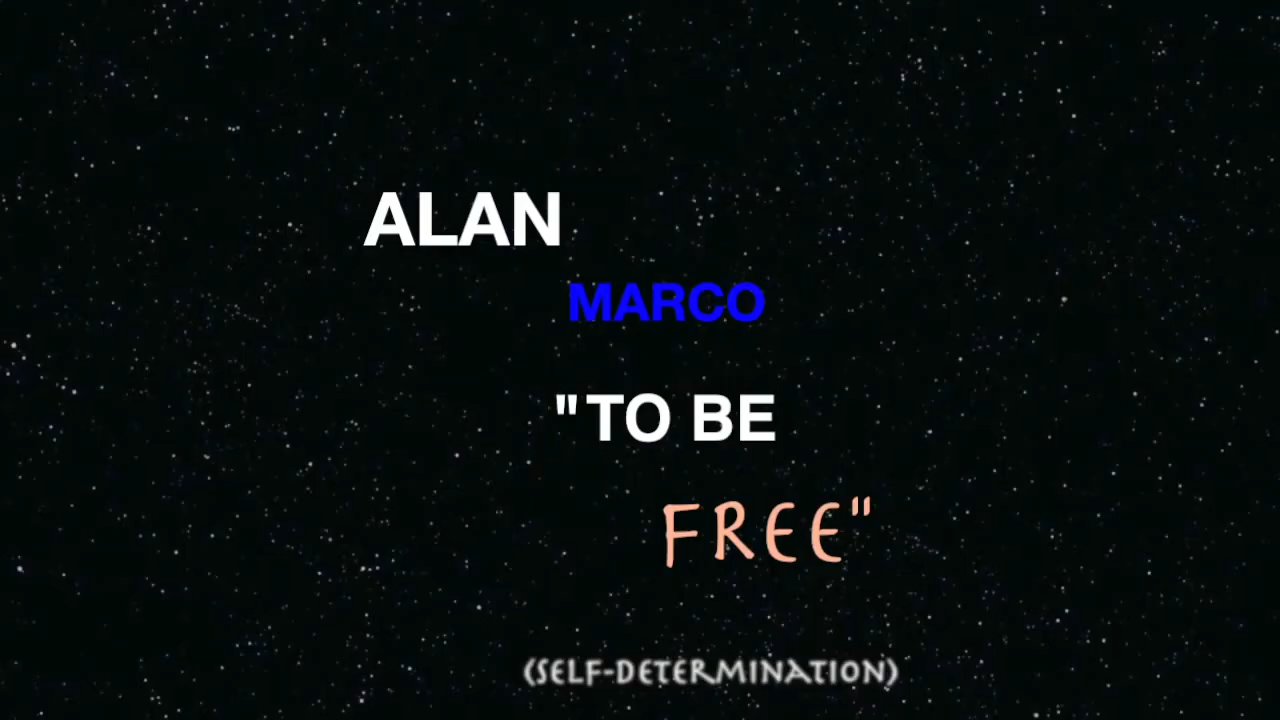 ALAN
MARCO
"TO BE
FREE"
(SELF-DETERMINATION)